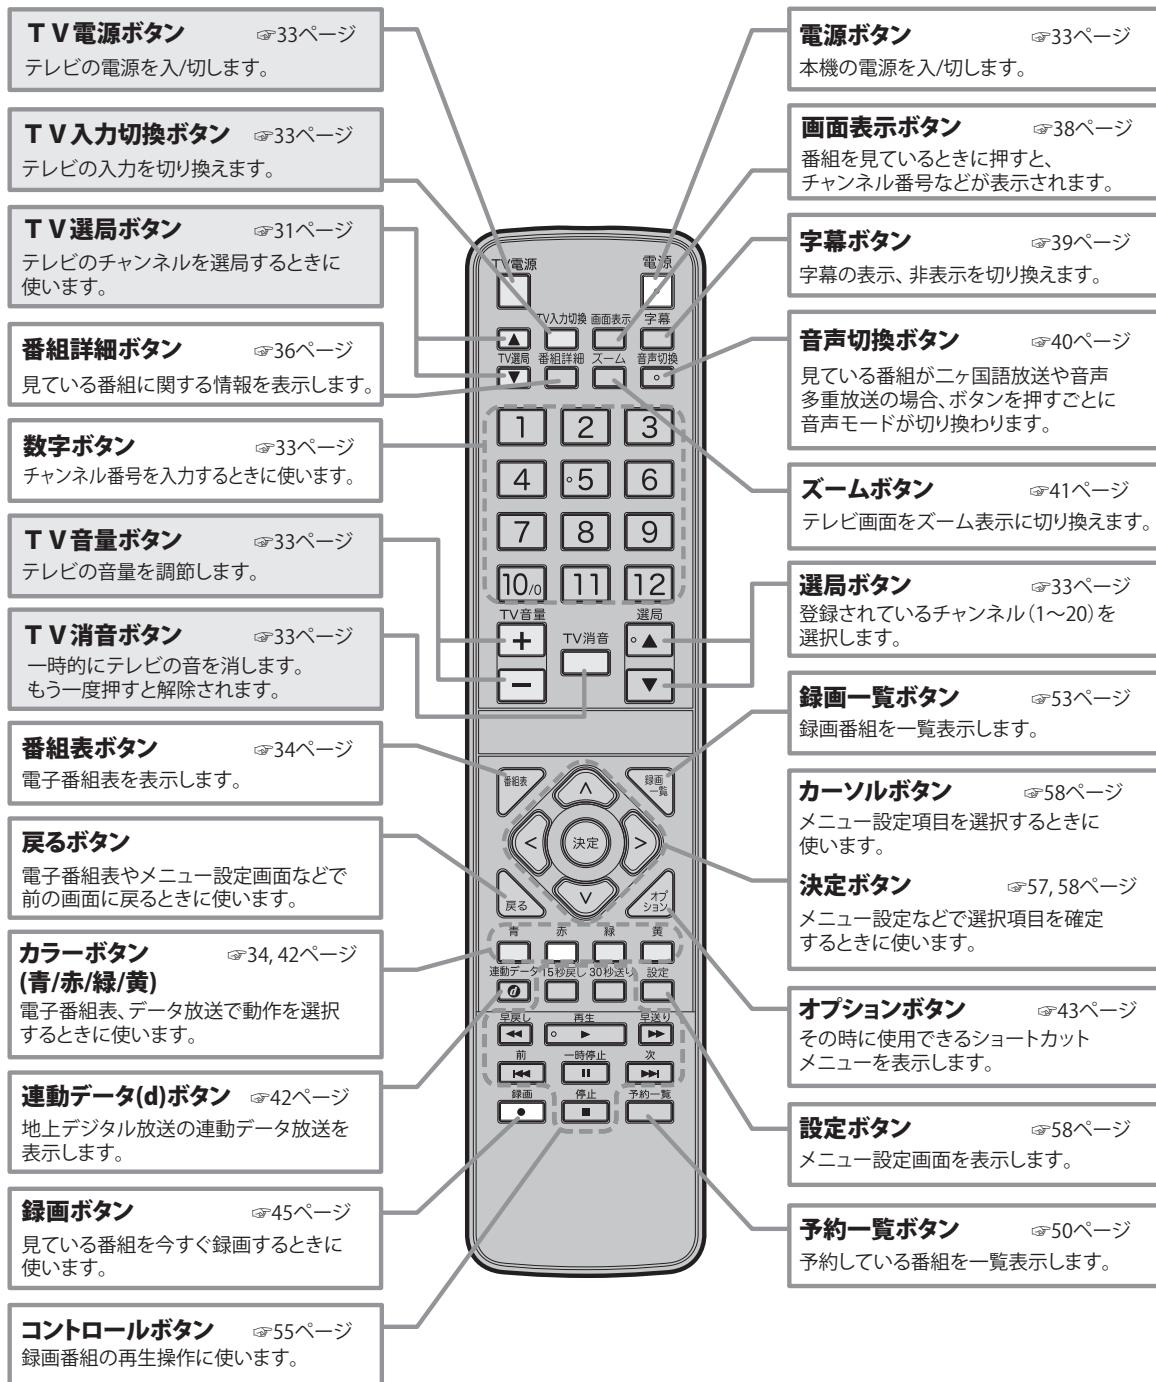 ＴＶ電源ボタン ☞33ページ
テレビの電源を入/切します。
ＴＶ入力切換ボタン ☞33ページ
テレビの入力を切り換えます。
ＴＶ選局ボタン ☞31ページ
テレビのチャンネルを選局するときに
使います。
番組詳細ボタン ☞36ページ
見ている番組に関する情報を表示します。
数字ボタン ☞33ページ
チャンネル番号を入力するときに使います。
ＴＶ音量ボタン ☞33ページ
テレビの音量を調節します。
ＴＶ消音ボタン ☞33ページ
一時的にテレビの音を消します。
もう一度押すと解除されます。
番組表ボタン ☞34ページ
電子番組表を表示します。
戻るボタン
電子番組表やメニュー設定画面などで
前の画面に戻るときに使います。
カラーボタン ☞34, 42ページ
(青/赤/緑/黄)
電子番組表、データ放送で動作を選択
するときに使います。
連動データ(d)ボタン ☞42ページ
地上デジタル放送の連動データ放送を
表示します。
録画ボタン ☞45ページ
見ている番組を今すぐ録画するときに
使います。
コントロールボタン ☞55ページ
録画番組の再生操作に使います。
TV電源 電源
TV入力切換 画面表示 字幕
▲
TV選局 番組詳細 ズーム 音声切換
▼
1 2 3
4 5 6
7 8 9
10/0 11 12
TV音量 選局
+ TV消音 ▲
− ▼
番組表 録画
一覧
∧
< 決定 >
∨
戻る オプ
ション
青 赤 緑 黄
連動データ 15秒戻し 30秒送り 設定
d
早戻し 再生 早送り
◀◀ ▶ ▶▶
前 一時停止 次
⏮ ⏸ ⏭
録画 停止 予約一覧
● ■
電源ボタン ☞33ページ
本機の電源を入/切します。
画面表示ボタン ☞38ページ
番組を見ているときに押すと、
チャンネル番号などが表示されます。
字幕ボタン ☞39ページ
字幕の表示、非表示を切り換えます。
音声切換ボタン ☞40ページ
見ている番組が二ヶ国語放送や音声
多重放送の場合、ボタンを押すごとに
音声モードが切り換わります。
ズームボタン ☞41ページ
テレビ画面をズーム表示に切り換えます。
選局ボタン ☞33ページ
登録されているチャンネル（1〜20）を
選択します。
録画一覧ボタン ☞53ページ
録画番組を一覧表示します。
カーソルボタン ☞58ページ
メニュー設定項目を選択するときに
使います。
決定ボタン ☞57, 58ページ
メニュー設定などで選択項目を確定
するときに使います。
オプションボタン ☞43ページ
その時に使用できるショートカット
メニューを表示します。
設定ボタン ☞58ページ
メニュー設定画面を表示します。
予約一覧ボタン ☞50ページ
予約している番組を一覧表示します。